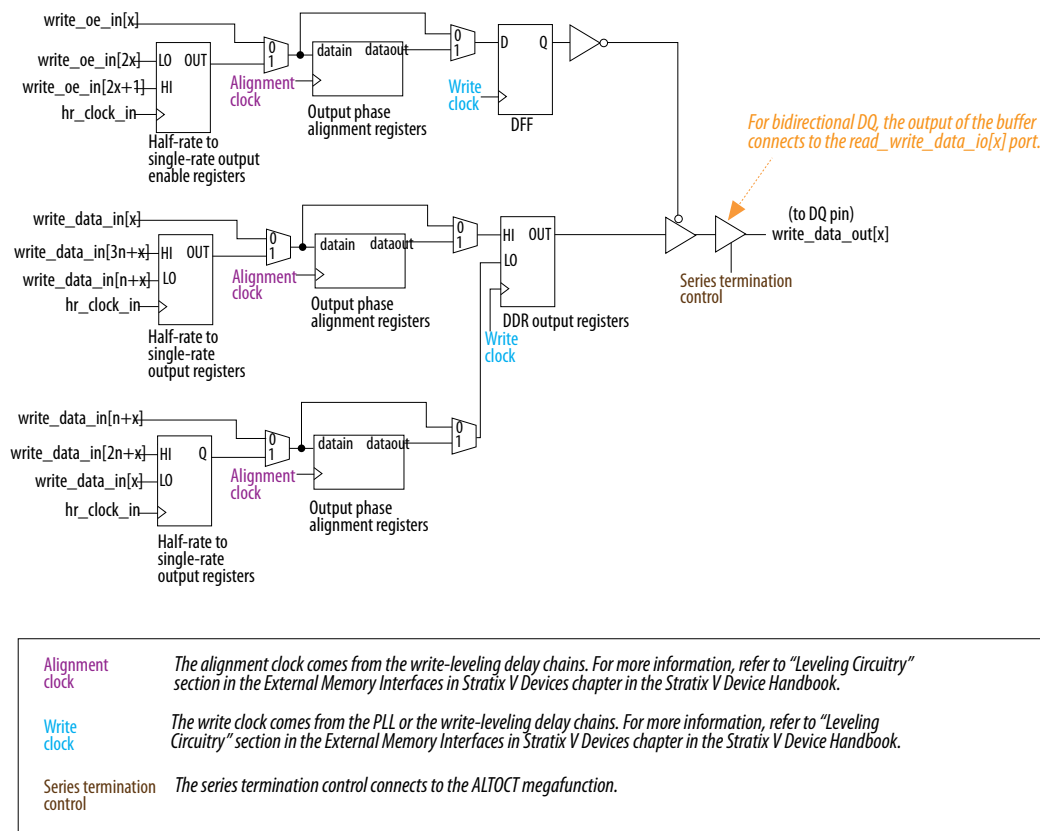 write_oe_in[x]
write_oe_in[2x]
write_oe_in[2x+1]
hr_clock_in
LO OUT
HI
0
1
Alignment
clock
datain dataout
0
1
D Q
Write
clock
DFF
Output phase
alignment registers
Half-rate to
single-rate output
enable registers
For bidirectional DQ, the output of the buffer
connects to the read_write_data_io[x] port.
write_data_in[x]
write_data_in[3n+x]
write_data_in[n+x]
hr_clock_in
HI OUT
LO
0
1
Alignment
clock
datain dataout
0
1
HI OUT
LO
(to DQ pin)
write_data_out[x]
Series termination
control
Output phase
alignment registers
DDR output registers
Write
clock
Half-rate to
single-rate
output registers
write_data_in[n+x]
write_data_in[2n+x]
write_data_in[x]
hr_clock_in
HI Q
LO
0
1
Alignment
clock
datain dataout
0
1
Output phase
alignment registers
Half-rate to
single-rate
output registers
Alignment
clock
The alignment clock comes from the write-leveling delay chains. For more information, refer to “Leveling Circuitry”
section in the External Memory Interfaces in Stratix V Devices chapter in the Stratix V Device Handbook.
Write
clock
The write clock comes from the PLL or the write-leveling delay chains. For more information, refer to “Leveling
Circuitry” section in the External Memory Interfaces in Stratix V Devices chapter in the Stratix V Device Handbook.
Series termination
control
The series termination control connects to the ALTOCT megafunction.